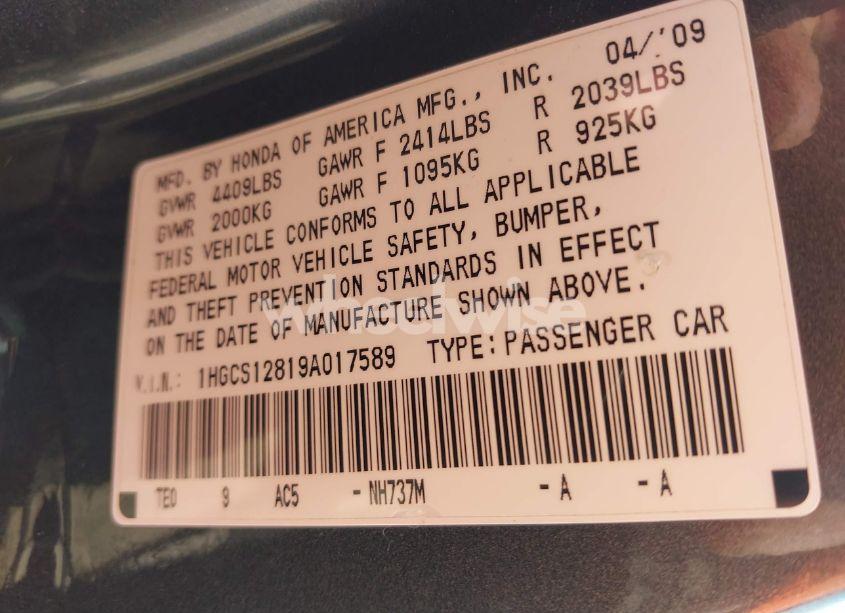 MFD. BY HONDA OF AMERICA MFG., INC. 04/'09
GVWR 4409LBS GAWR F 2414LBS R 2039LBS
GVWR 2000KG GAWR F 1095KG R 925KG
THIS VEHICLE CONFORMS TO ALL APPLICABLE
FEDERAL MOTOR VEHICLE SAFETY, BUMPER,
AND THEFT PREVENTION STANDARDS IN EFFECT
ON THE DATE OF MANUFACTURE SHOWN ABOVE.
V.I.N.: 1HGCS12819A017589 TYPE:PASSENGER CAR
TE0 9 AC5 -NH737M -A -A
wheelwise